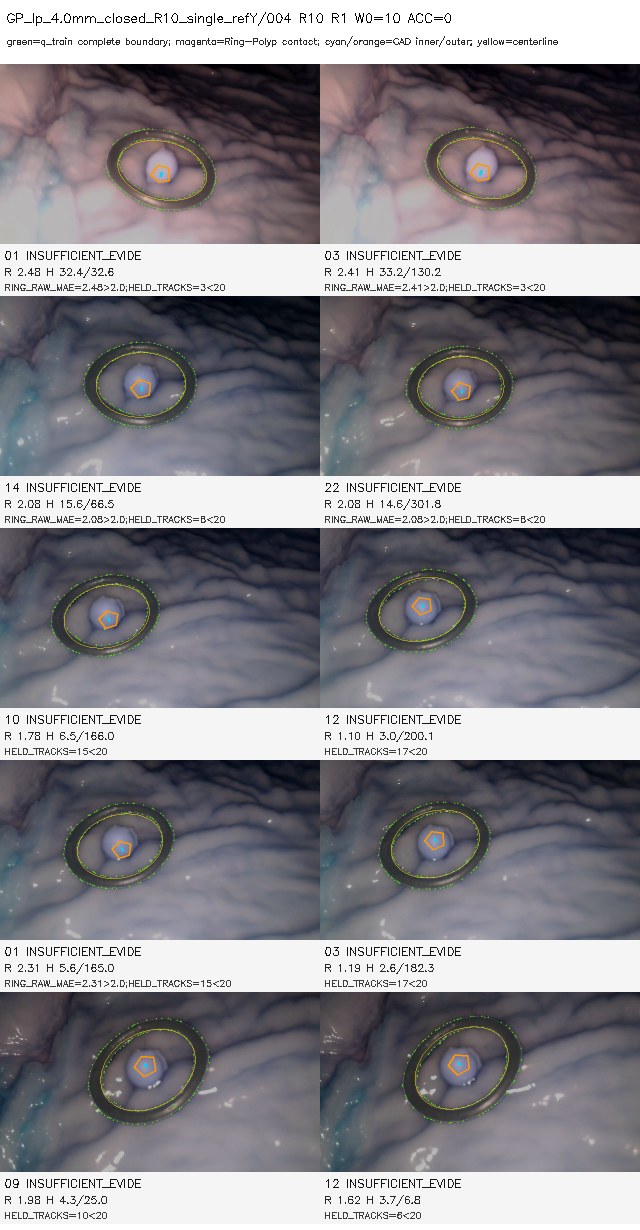 GP_Ip_4.0mm_closed_R10_single_refY/004 R10 R1 W0=10 ACC=0
green=q_train complete boundary; magenta=Ring-Polyp contact; cyan/orange=CAD inner/outer; yellow=centerline
01 INSUFFICIENT_EVIDE
R 2.48 H 32.4/32.6
RING_RAW_MAE=2.48>2.0;HELD_TRACKS=3<20
03 INSUFFICIENT_EVIDE
R 2.41 H 33.2/130.2
RING_RAW_MAE=2.41>2.0;HELD_TRACKS=3<20
14 INSUFFICIENT_EVIDE
R 2.08 H 15.6/66.5
RING_RAW_MAE=2.08>2.0;HELD_TRACKS=8<20
22 INSUFFICIENT_EVIDE
R 2.08 H 14.6/301.8
RING_RAW_MAE=2.08>2.0;HELD_TRACKS=8<20
10 INSUFFICIENT_EVIDE
R 1.78 H 6.5/166.0
HELD_TRACKS=15<20
12 INSUFFICIENT_EVIDE
R 1.10 H 3.0/200.1
HELD_TRACKS=17<20
01 INSUFFICIENT_EVIDE
R 2.31 H 5.6/165.0
RING_RAW_MAE=2.31>2.0;HELD_TRACKS=15<20
03 INSUFFICIENT_EVIDE
R 1.19 H 2.6/182.3
HELD_TRACKS=17<20
09 INSUFFICIENT_EVIDE
R 1.98 H 4.3/25.0
HELD_TRACKS=10<20
12 INSUFFICIENT_EVIDE
R 1.62 H 3.7/6.8
HELD_TRACKS=6<20